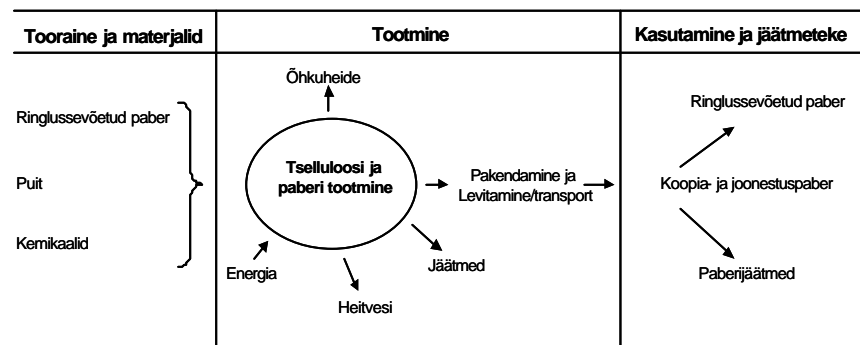 Tooraine ja materjalid
Tootmine
Kasutamine ja jäätmeteke
Ringlussevõetud paber
Puit
Kemikaalid
Õhkuheide
Tselluloosi ja
paberi tootmine
Energia
Heitvesi
Jäätmed
Pakendamine ja
Levitamine/transport
Ringlussevõetud paber
Koopia- ja joonestuspaber
Paberijäätmed